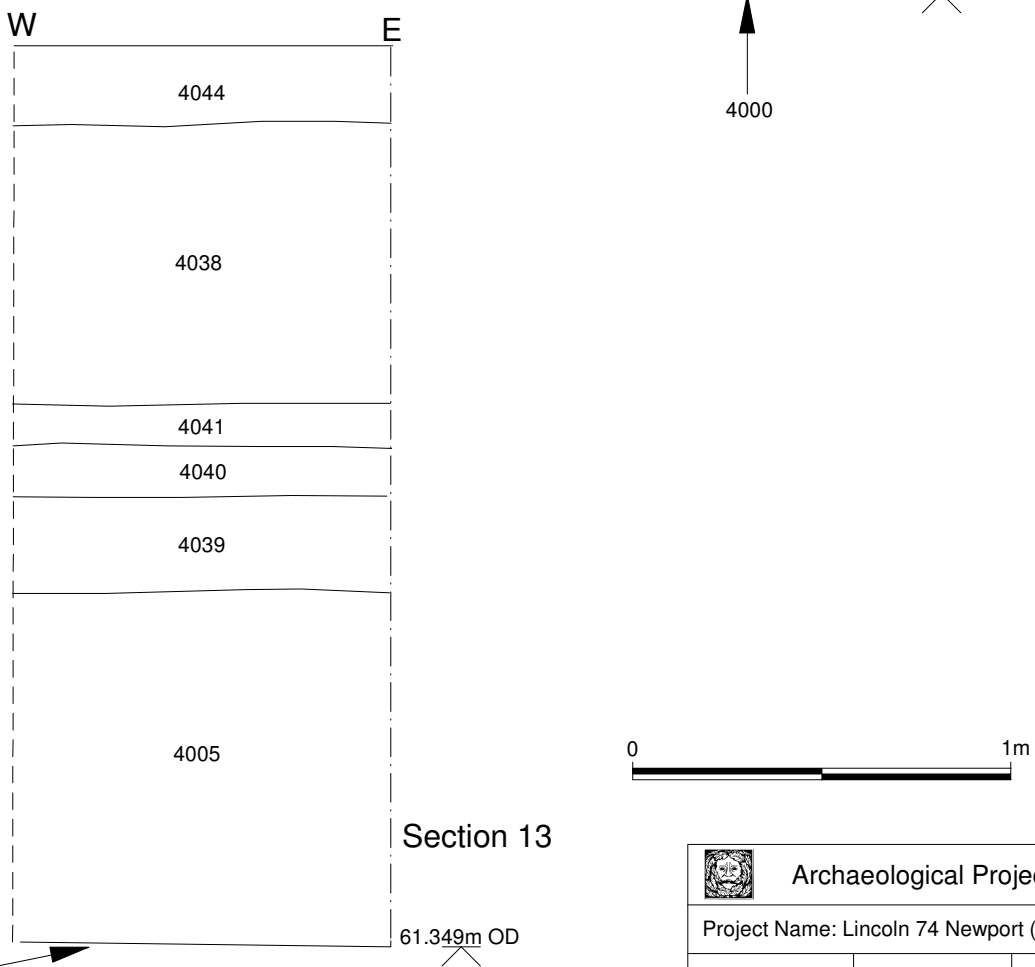 W
E
4044
4000
4038
4041
4040
4039
4005
0 1m
Section 13
61.349m OD
Archaeological Projec
Project Name: Lincoln 74 Newport (